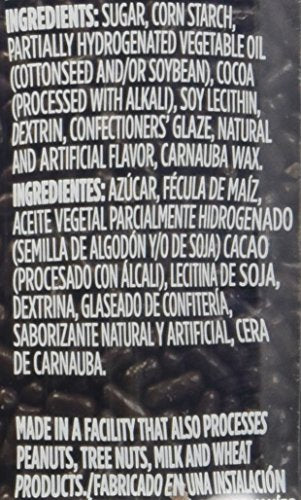 INGREDIENTS: SUGAR, CORN STARCH,
PARTIALLY HYDROGENATED VEGETABLE OIL
(COTTONSEED AND/OR SOYBEAN), COCOA
(PROCESSED WITH ALKALI), SOY LECITHIN,
DEXTRIN, CONFECTIONERS' GLAZE, NATURAL
AND ARTIFICIAL FLAVOR, CARNAUBA WAX.
INGREDIENTES: AZÚCAR, FÉCULA DE MAÍZ,
ACEITE VEGETAL PARCIALMENTE HIDROGENADO
(SEMILLA DE ALGODÓN Y/O DE SOJA) CACAO
(PROCESADO CON ÁLCALI), LECITINA DE SOJA,
DEXTRINA, GLASEADO DE CONFITERÍA,
SABORIZANTE NATURAL Y ARTIFICIAL, CERA
DE CARNAUBA.
MADE IN A FACILITY THAT ALSO PROCESSES
PEANUTS, TREE NUTS, MILK AND WHEAT
PRODUCTS./FABRICADO EN UNA INSTALACIÓN